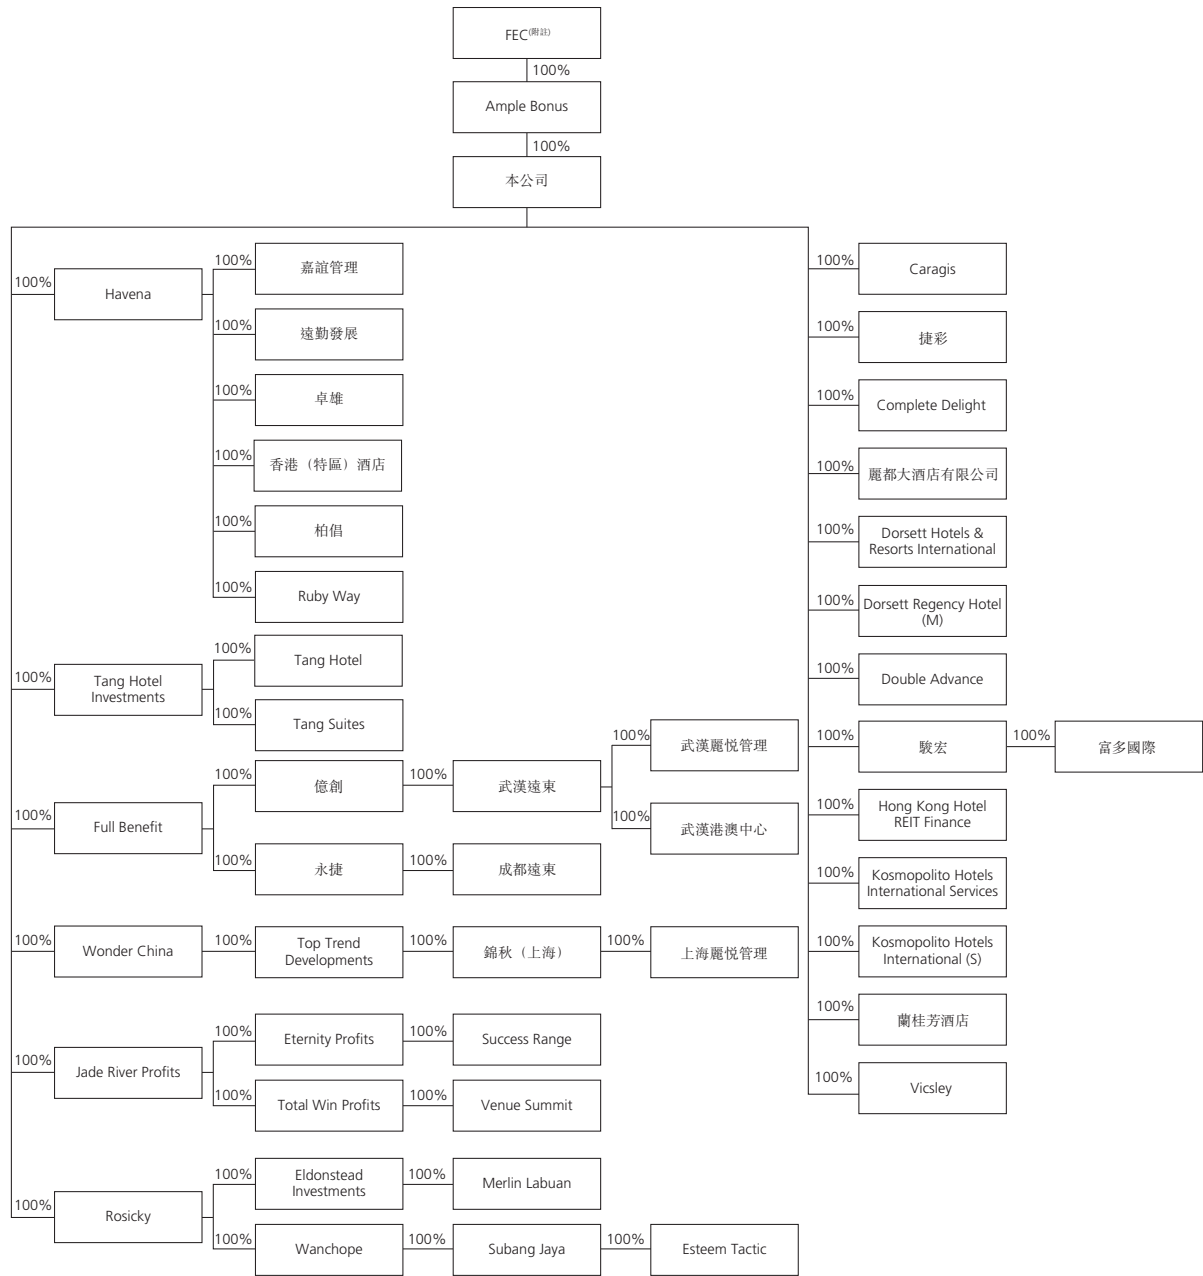 FEC(附註)
100%
Ample Bonus
100%
本公司
100%
Havena
100%
嘉誼管理
100%
遠勤發展
100%
卓雄
100%
香港（特區）酒店
100%
柏倡
100%
Ruby Way
100%
Tang Hotel
Investments
100%
Tang Hotel
100%
Tang Suites
100%
Full Benefit
100%
億創
100%
武漢遠東
100%
武漢麗悦管理
100%
武漢港澳中心
100%
永捷
100%
成都遠東
100%
Wonder China
100%
Top Trend
Developments
100%
錦秋（上海）
100%
上海麗悦管理
100%
Jade River Profits
100%
Eternity Profits
100%
Success Range
100%
Total Win Profits
100%
Venue Summit
100%
Rosicky
100%
Eldonstead
Investments
100%
Merlin Labuan
100%
Wanchope
100%
Subang Jaya
100%
Esteem Tactic
100%
Caragis
100%
捷彩
100%
Complete Delight
100%
麗都大酒店有限公司
100%
Dorsett Hotels &
Resorts International
100%
Dorsett Regency Hotel
(M)
100%
Double Advance
100%
駿宏
100%
富多國際
100%
Hong Kong Hotel
REIT Finance
100%
Kosmopolito Hotels
International Services
100%
Kosmopolito Hotels
International (S)
100%
蘭桂芳酒店
100%
Vicsley